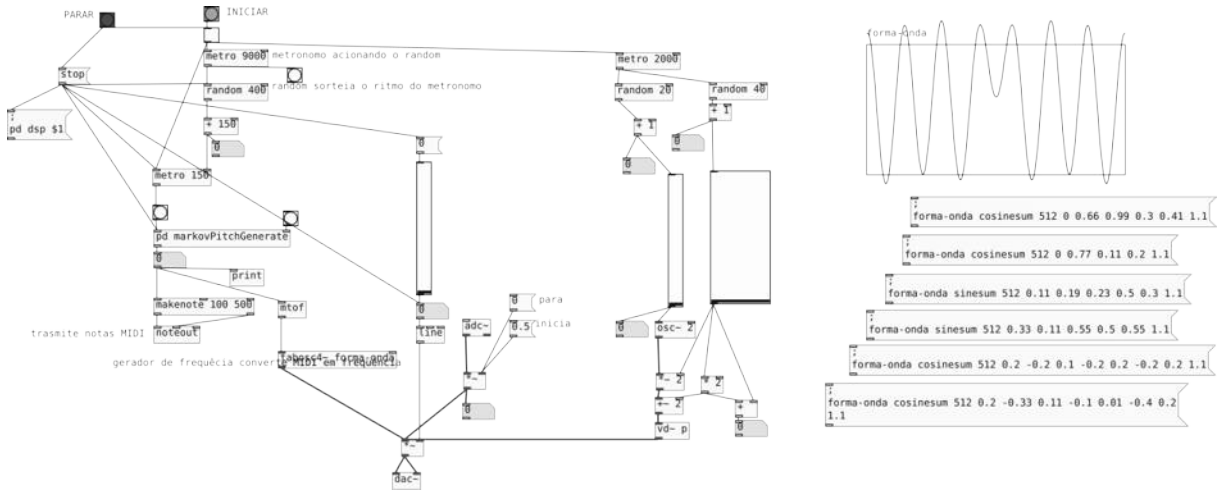 PARAR
INICIAR
metro 9000
metronomo acionando o random
stop
random 400
random sorteia o ritmo do metronomo
;
pd dsp $1
+ 150
0
metro 150
pd markovPitchGenerate
0
print
makenote 100 500
mtof
trasmite notas MIDI
noteout
tabosc4~ forma-onda
gerador de frequêcia converte MIDI em frequência
0
0
line
adc~
0
para
0.5
inicia
*~
0
*~
dac~
metro 2000
random 20
random 40
+ 1
+ 1
0
0
0
osc~ 2
*~ 2
* 2
+~ 2
+
0
vd~ p
forma-onda
;
forma-onda cosinesum 512 0 0.66 0.99 0.3 0.41 1.1
;
forma-onda cosinesum 512 0 0.77 0.11 0.2 1.1
;
forma-onda sinesum 512 0.11 0.19 0.23 0.5 0.3 1.1
;
forma-onda sinesum 512 0.33 0.11 0.55 0.5 0.55 1.1
;
forma-onda cosinesum 512 0.2 -0.2 0.1 -0.2 0.2 -0.2 0.2 1.1
;
forma-onda cosinesum 512 0.2 -0.33 0.11 -0.1 0.01 -0.4 0.2
1.1